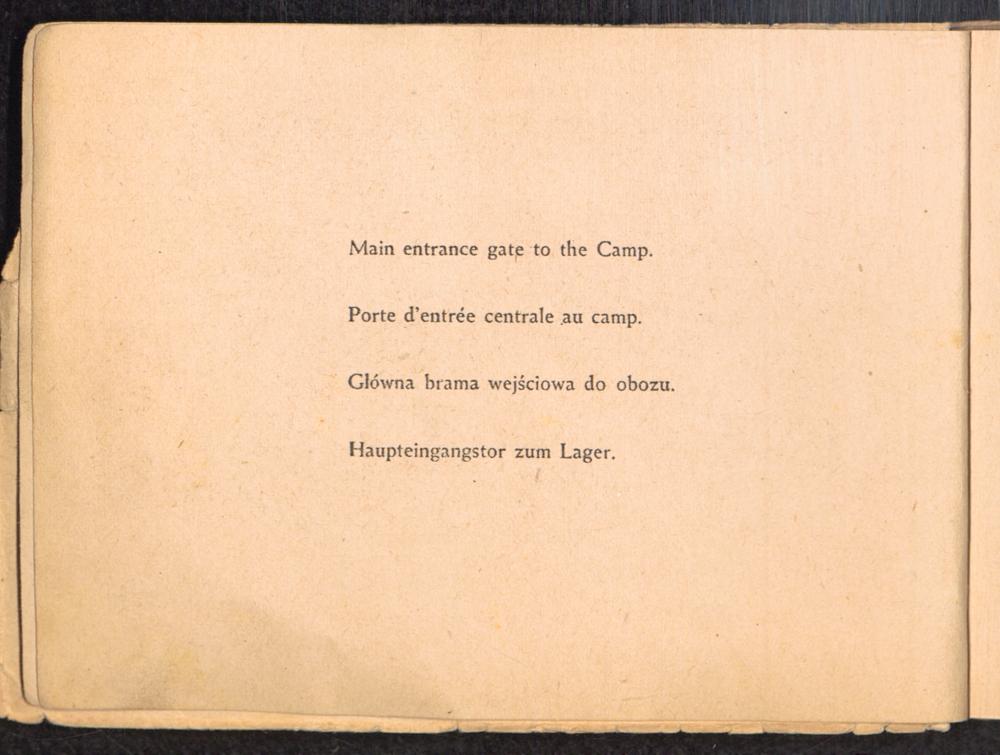 Main entrance gate to the Camp.
Porte d'entrée centrale au camp.
Główna brama wejściowa do obozu.
Haupteingangstor zum Lager.